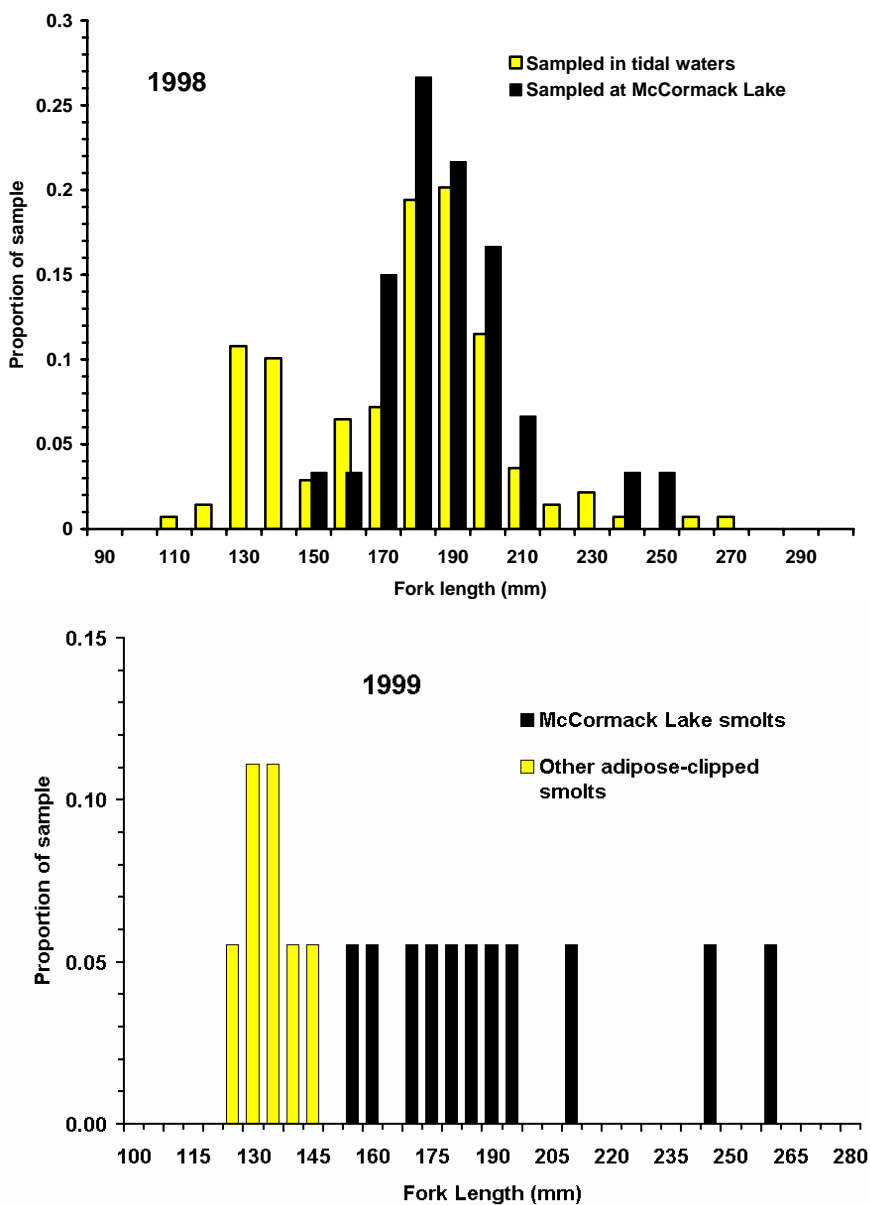 0.3
0.25
0.2
0.15
0.1
0.05
0
Proportion of sample
1998
Sampled in tidal waters
Sampled at McCormack Lake
90 110 130 150 170 190 210 230 250 270 290
Fork length (mm)
0.15
0.10
0.05
0.00
Proportion of sample
1999
McCormack Lake smolts
Other adipose-clipped
smolts
100 115 130 145 160 175 190 205 220 235 250 265 280
Fork Length (mm)